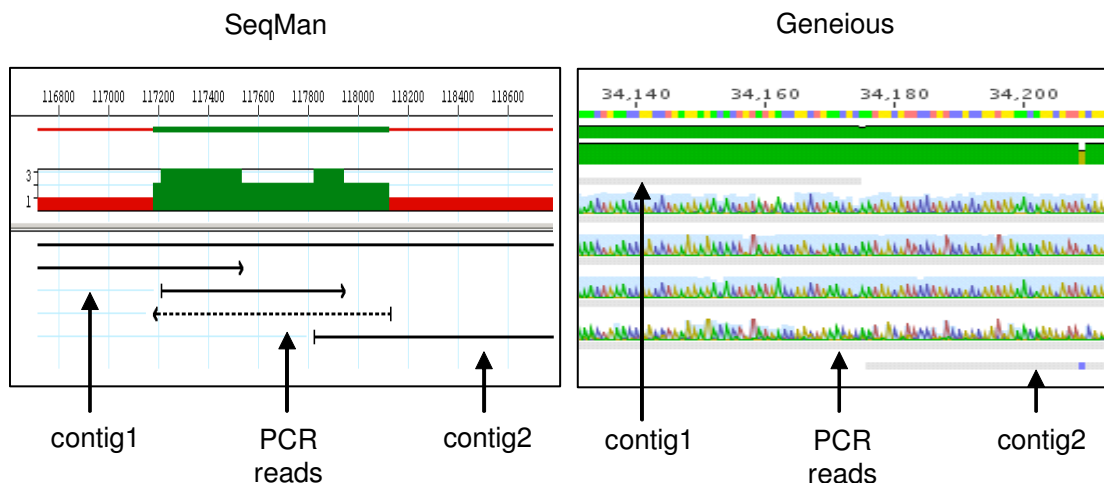 SeqMan
Geneious
116800 117000 117200 117400 117600 117800 118000 118200 118400 118600
3
1
34,140 34,160 34,180 34,200
contig1
PCR
reads
contig2
contig1
PCR
reads
contig2